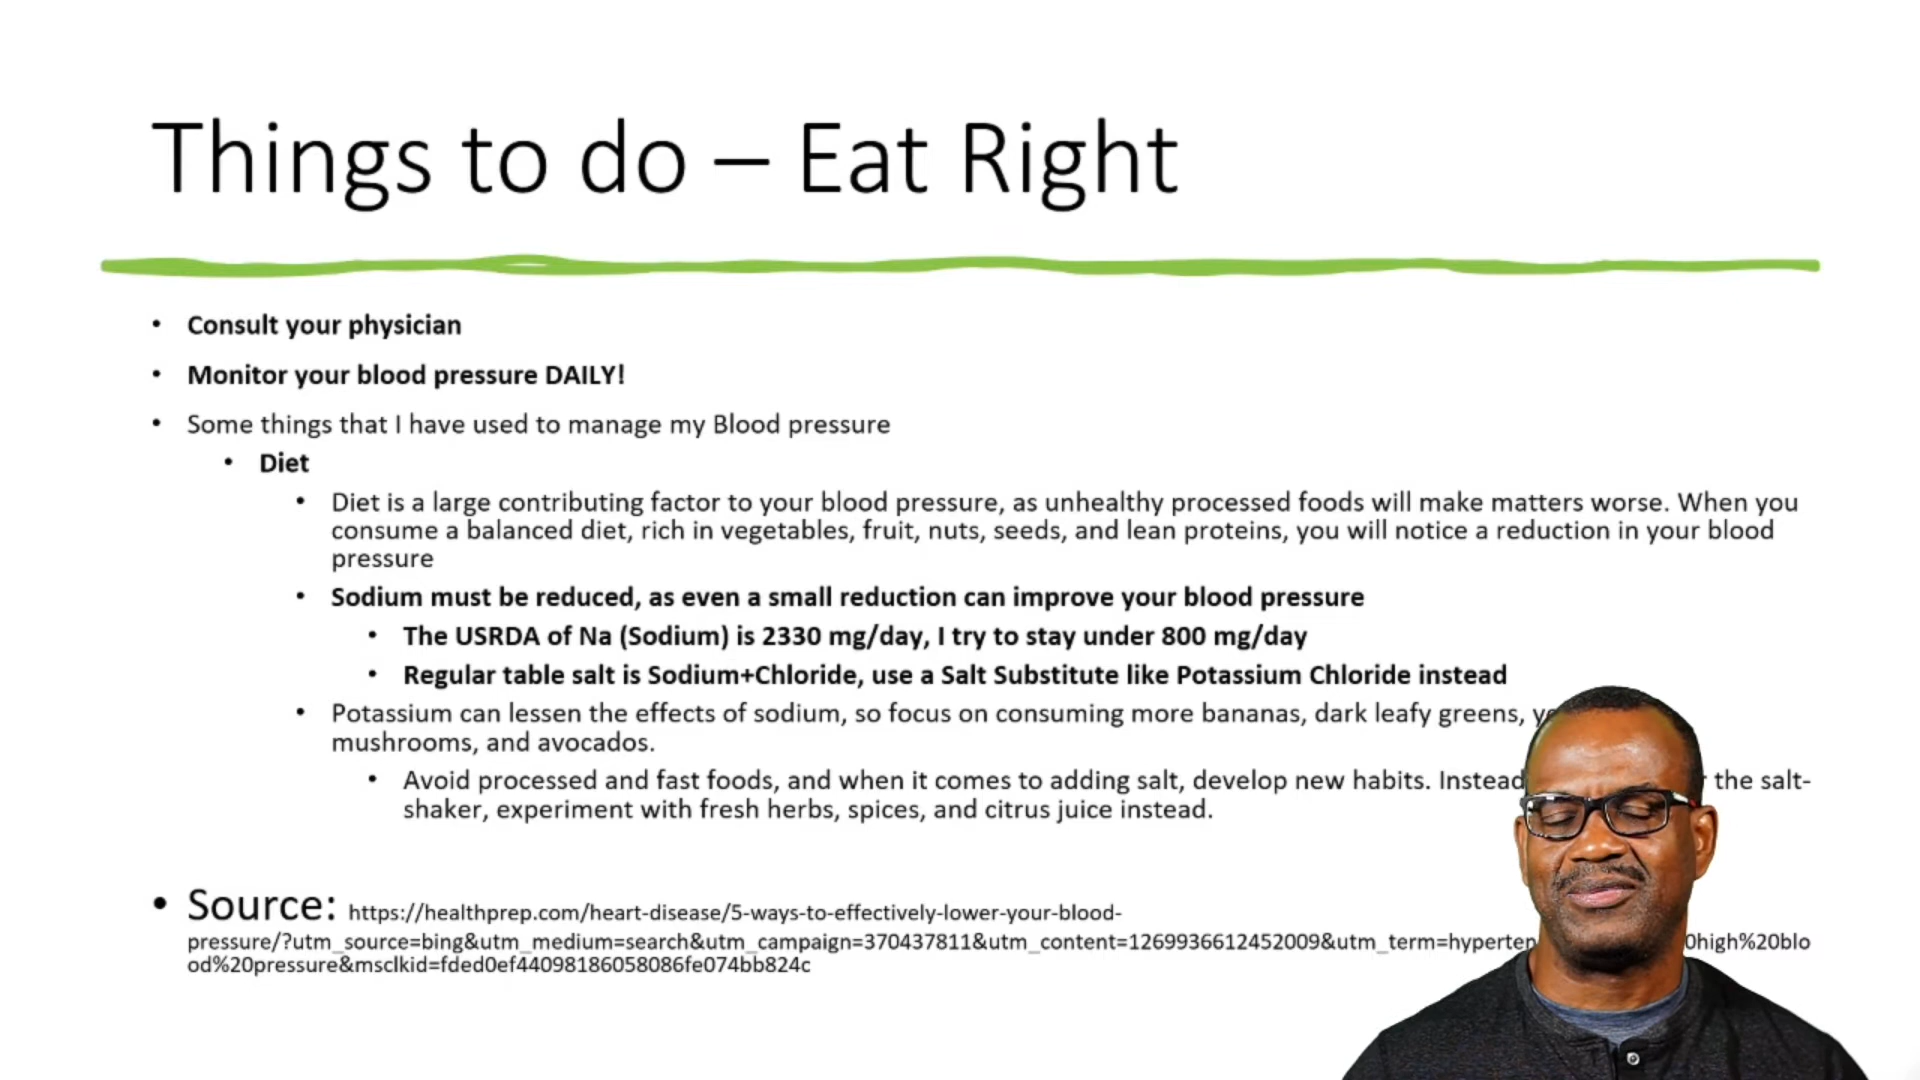 Things to do – Eat Right
• Consult your physician
• Monitor your blood pressure DAILY!
• Some things that I have used to manage my Blood pressure
• Diet
• Diet is a large contributing factor to your blood pressure, as unhealthy processed foods will make matters worse. When you
consume a balanced diet, rich in vegetables, fruit, nuts, seeds, and lean proteins, you will notice a reduction in your blood
pressure
• Sodium must be reduced, as even a small reduction can improve your blood pressure
• The USRDA of Na (Sodium) is 2330 mg/day, I try to stay under 800 mg/day
• Regular table salt is Sodium+Chloride, use a Salt Substitute like Potassium Chloride instead
• Potassium can lessen the effects of sodium, so focus on consuming more bananas, dark leafy greens,
mushrooms, and avocados.
• Avoid processed and fast foods, and when it comes to adding salt, develop new habits. Instead the salt-
shaker, experiment with fresh herbs, spices, and citrus juice instead.
• Source: https://healthprep.com/heart-disease/5-ways-to-effectively-lower-your-blood-
pressure/?utm_source=bing&utm_medium=search&utm_campaign=370437811&utm_content=1269936612452009&utm_term=hyperten 0high%20blo
od%20pressure&msclkid=fded0ef44098186058086fe074bb824c